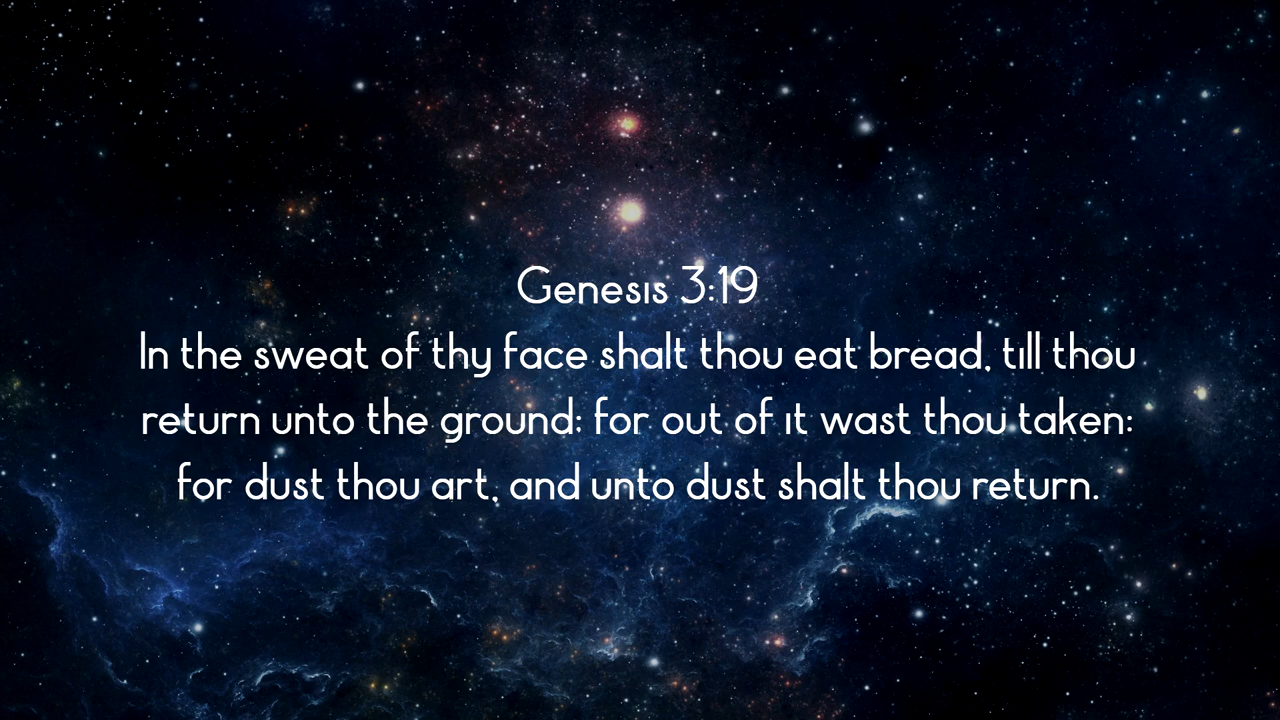 Genesis 3:19
In the sweat of thy face shalt thou eat bread, till thou
return unto the ground: for out of it wast thou taken:
for dust thou art, and unto dust shalt thou return.